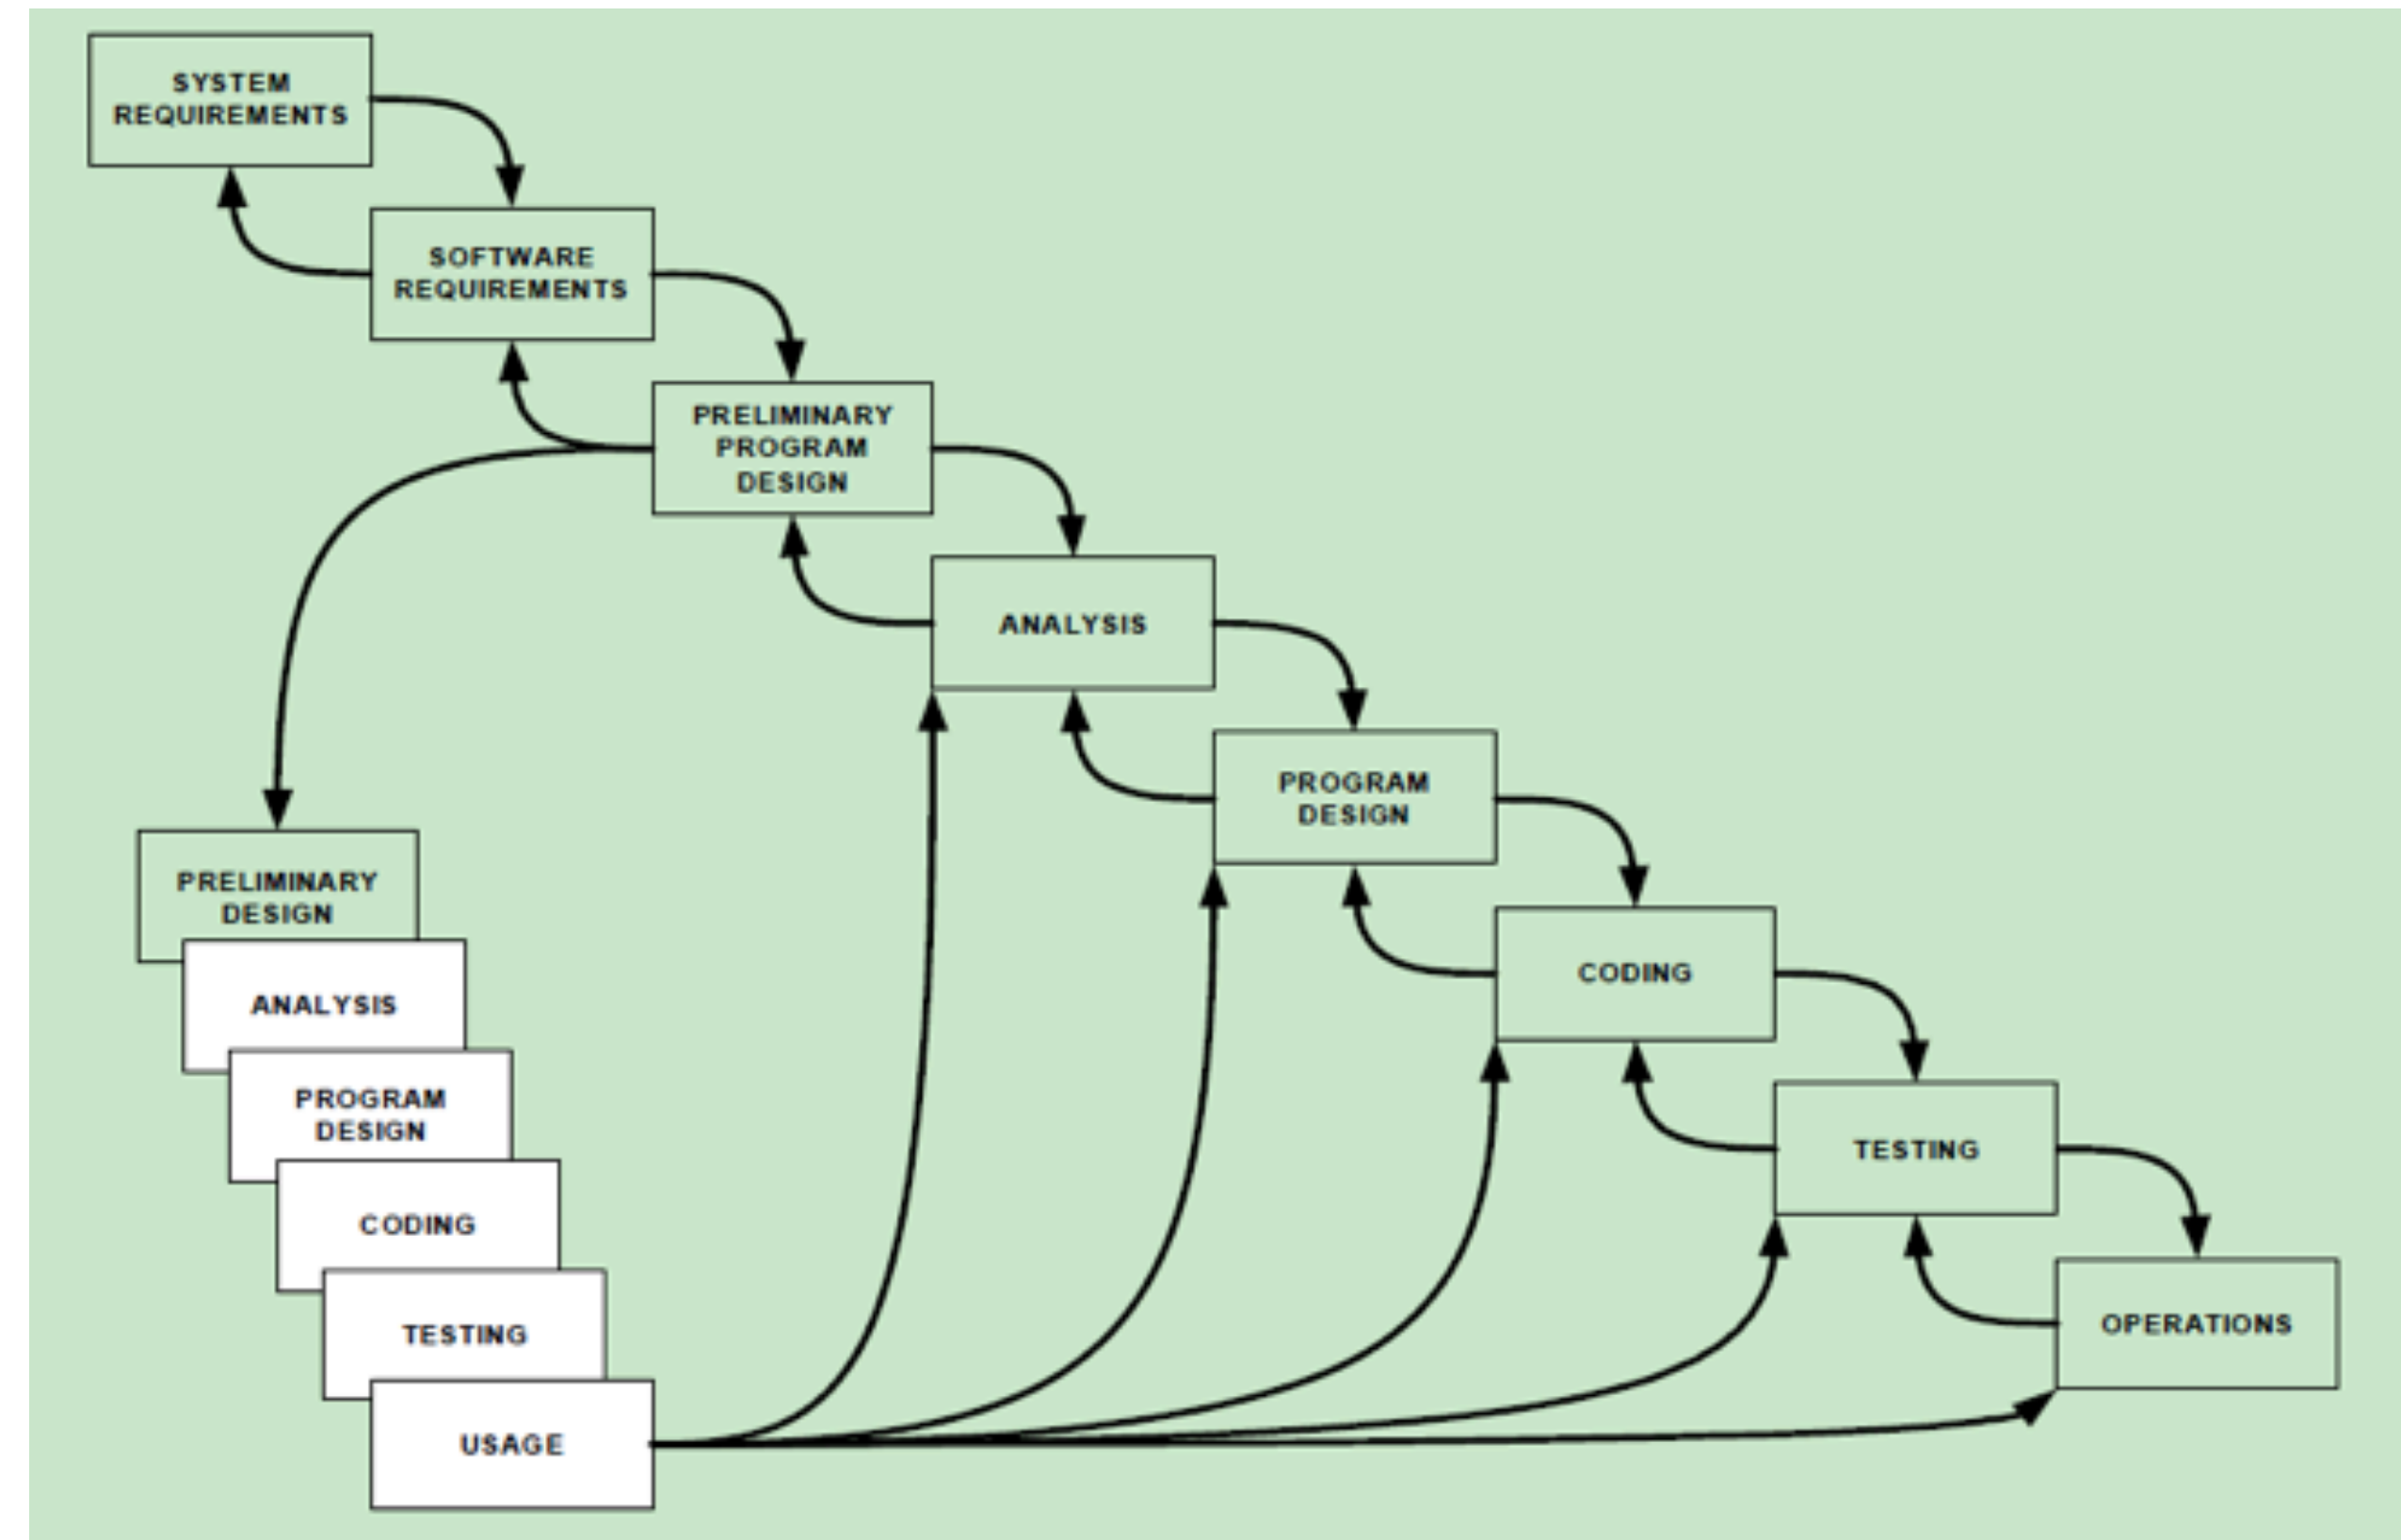 SYSTEM
REQUIREMENTS
SOFTWARE
REQUIREMENTS
PRELIMINARY
PROGRAM
DESIGN
ANALYSIS
PROGRAM
DESIGN
CODING
TESTING
OPERATIONS
PRELIMINARY
DESIGN
ANALYSIS
PROGRAM
DESIGN
CODING
TESTING
USAGE